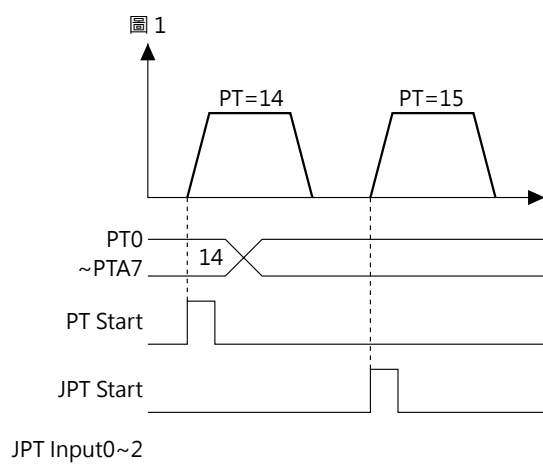 圖 1
PT=14 PT=15
PT0
~PTA7
14
PT Start
JPT Start
JPT Input0~2